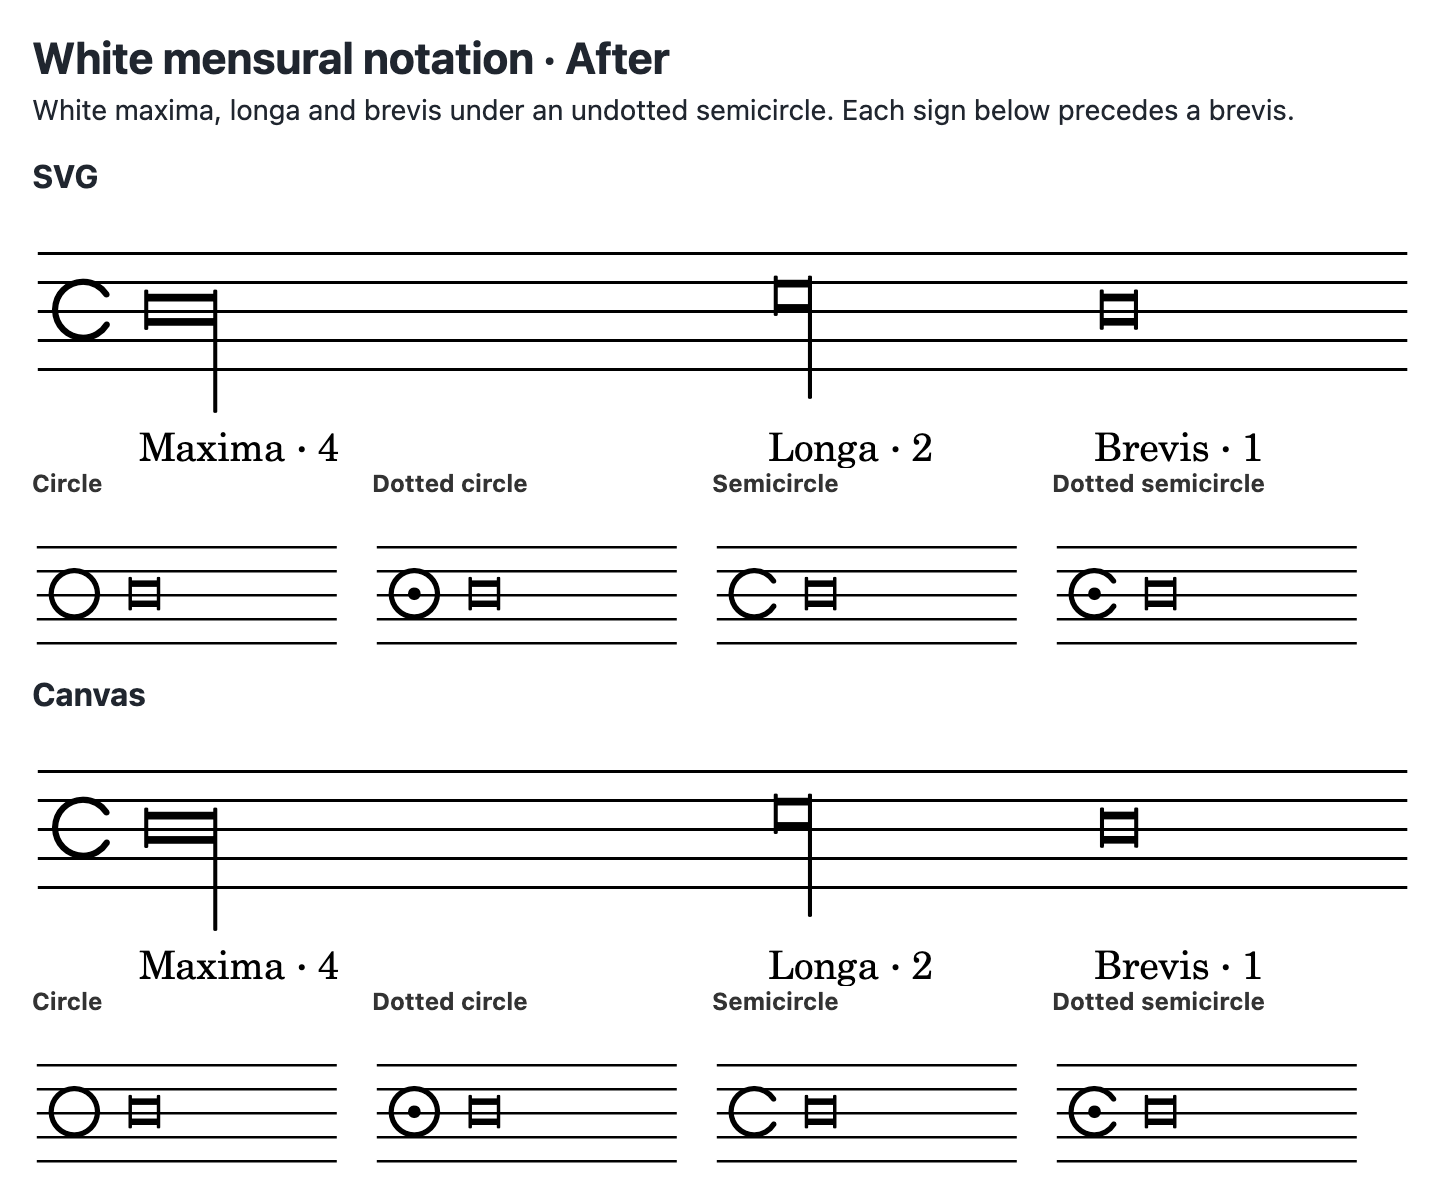 White mensural notation · After
White maxima, longa and brevis under an undotted semicircle. Each sign below precedes a brevis.
SVG
Maxima · 4 Longa · 2 Brevis · 1
Circle Dotted circle Semicircle Dotted semicircle
Canvas
Maxima · 4 Longa · 2 Brevis · 1
Circle Dotted circle Semicircle Dotted semicircle